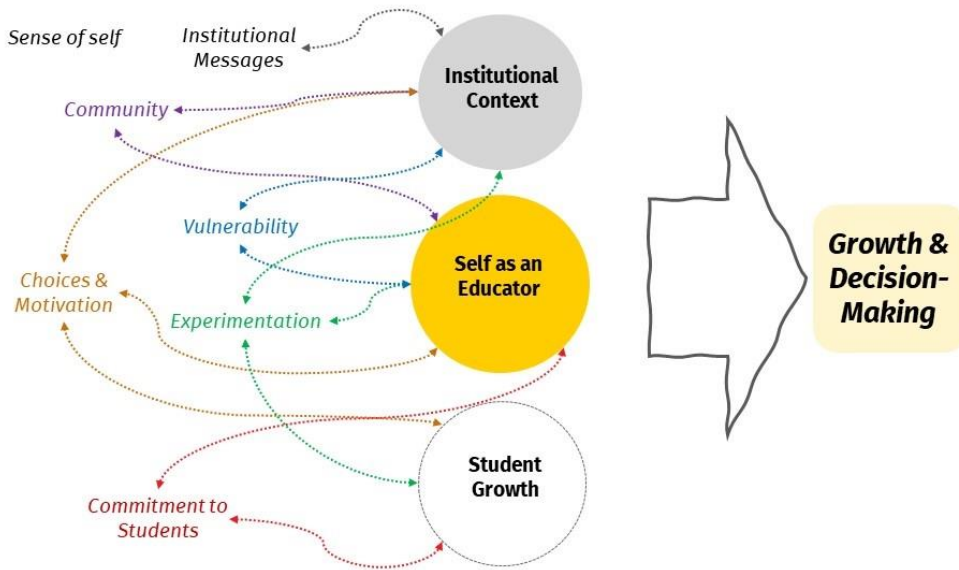 Sense of self
Institutional
Messages
Institutional
Context
Community
Vulnerability
Self as an
Educator
Choices &
Motivation
Experimentation
Growth &
Decision-
Making
Student
Growth
Commitment to
Students